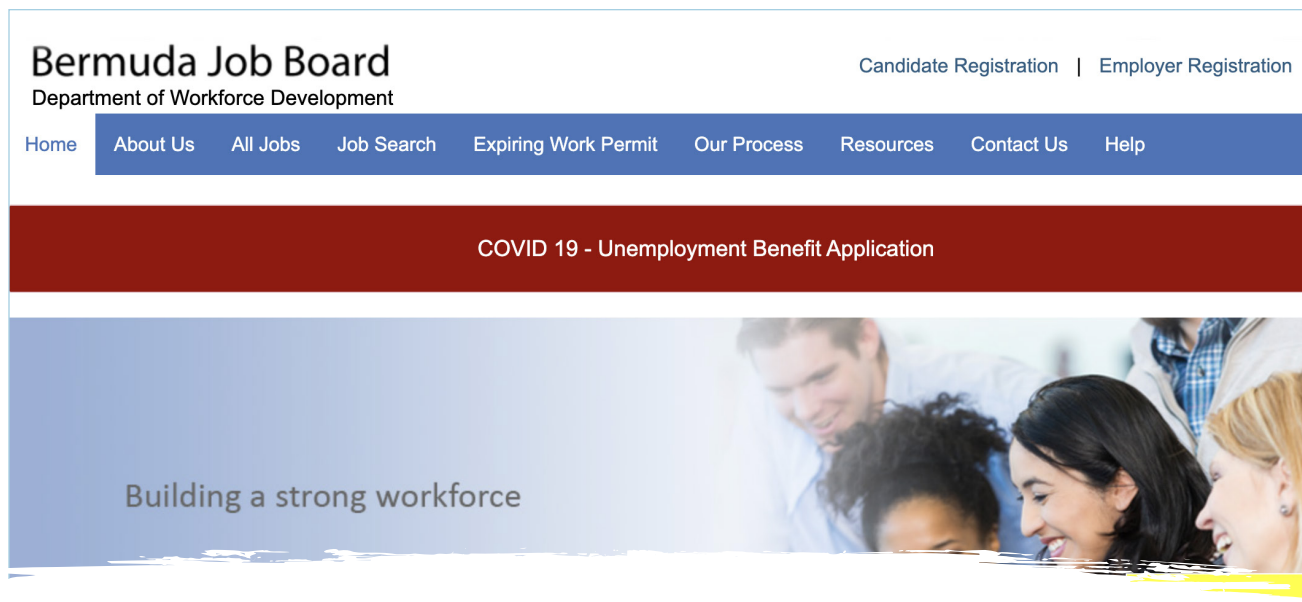 Bermuda Job Board
Department of Workforce Development
Candidate Registration | Employer Registration
Home About Us All Jobs Job Search Expiring Work Permit Our Process Resources Contact Us Help
COVID 19 - Unemployment Benefit Application
Building a strong workforce